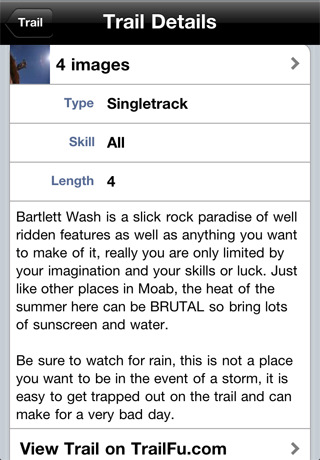 Trail
Trail Details
4 images
Type Singletrack
Skill All
Length 4
Bartlett Wash is a slick rock paradise of well
ridden features as well as anything you want
to make of it, really you are only limited by
your imagination and your skills or luck. Just
like other places in Moab, the heat of the
summer here can be BRUTAL so bring lots
of sunscreen and water.
Be sure to watch for rain, this is not a place
you want to be in the event of a storm, it is
easy to get trapped out on the trail and can
make for a very bad day.
View Trail on TrailFu.com